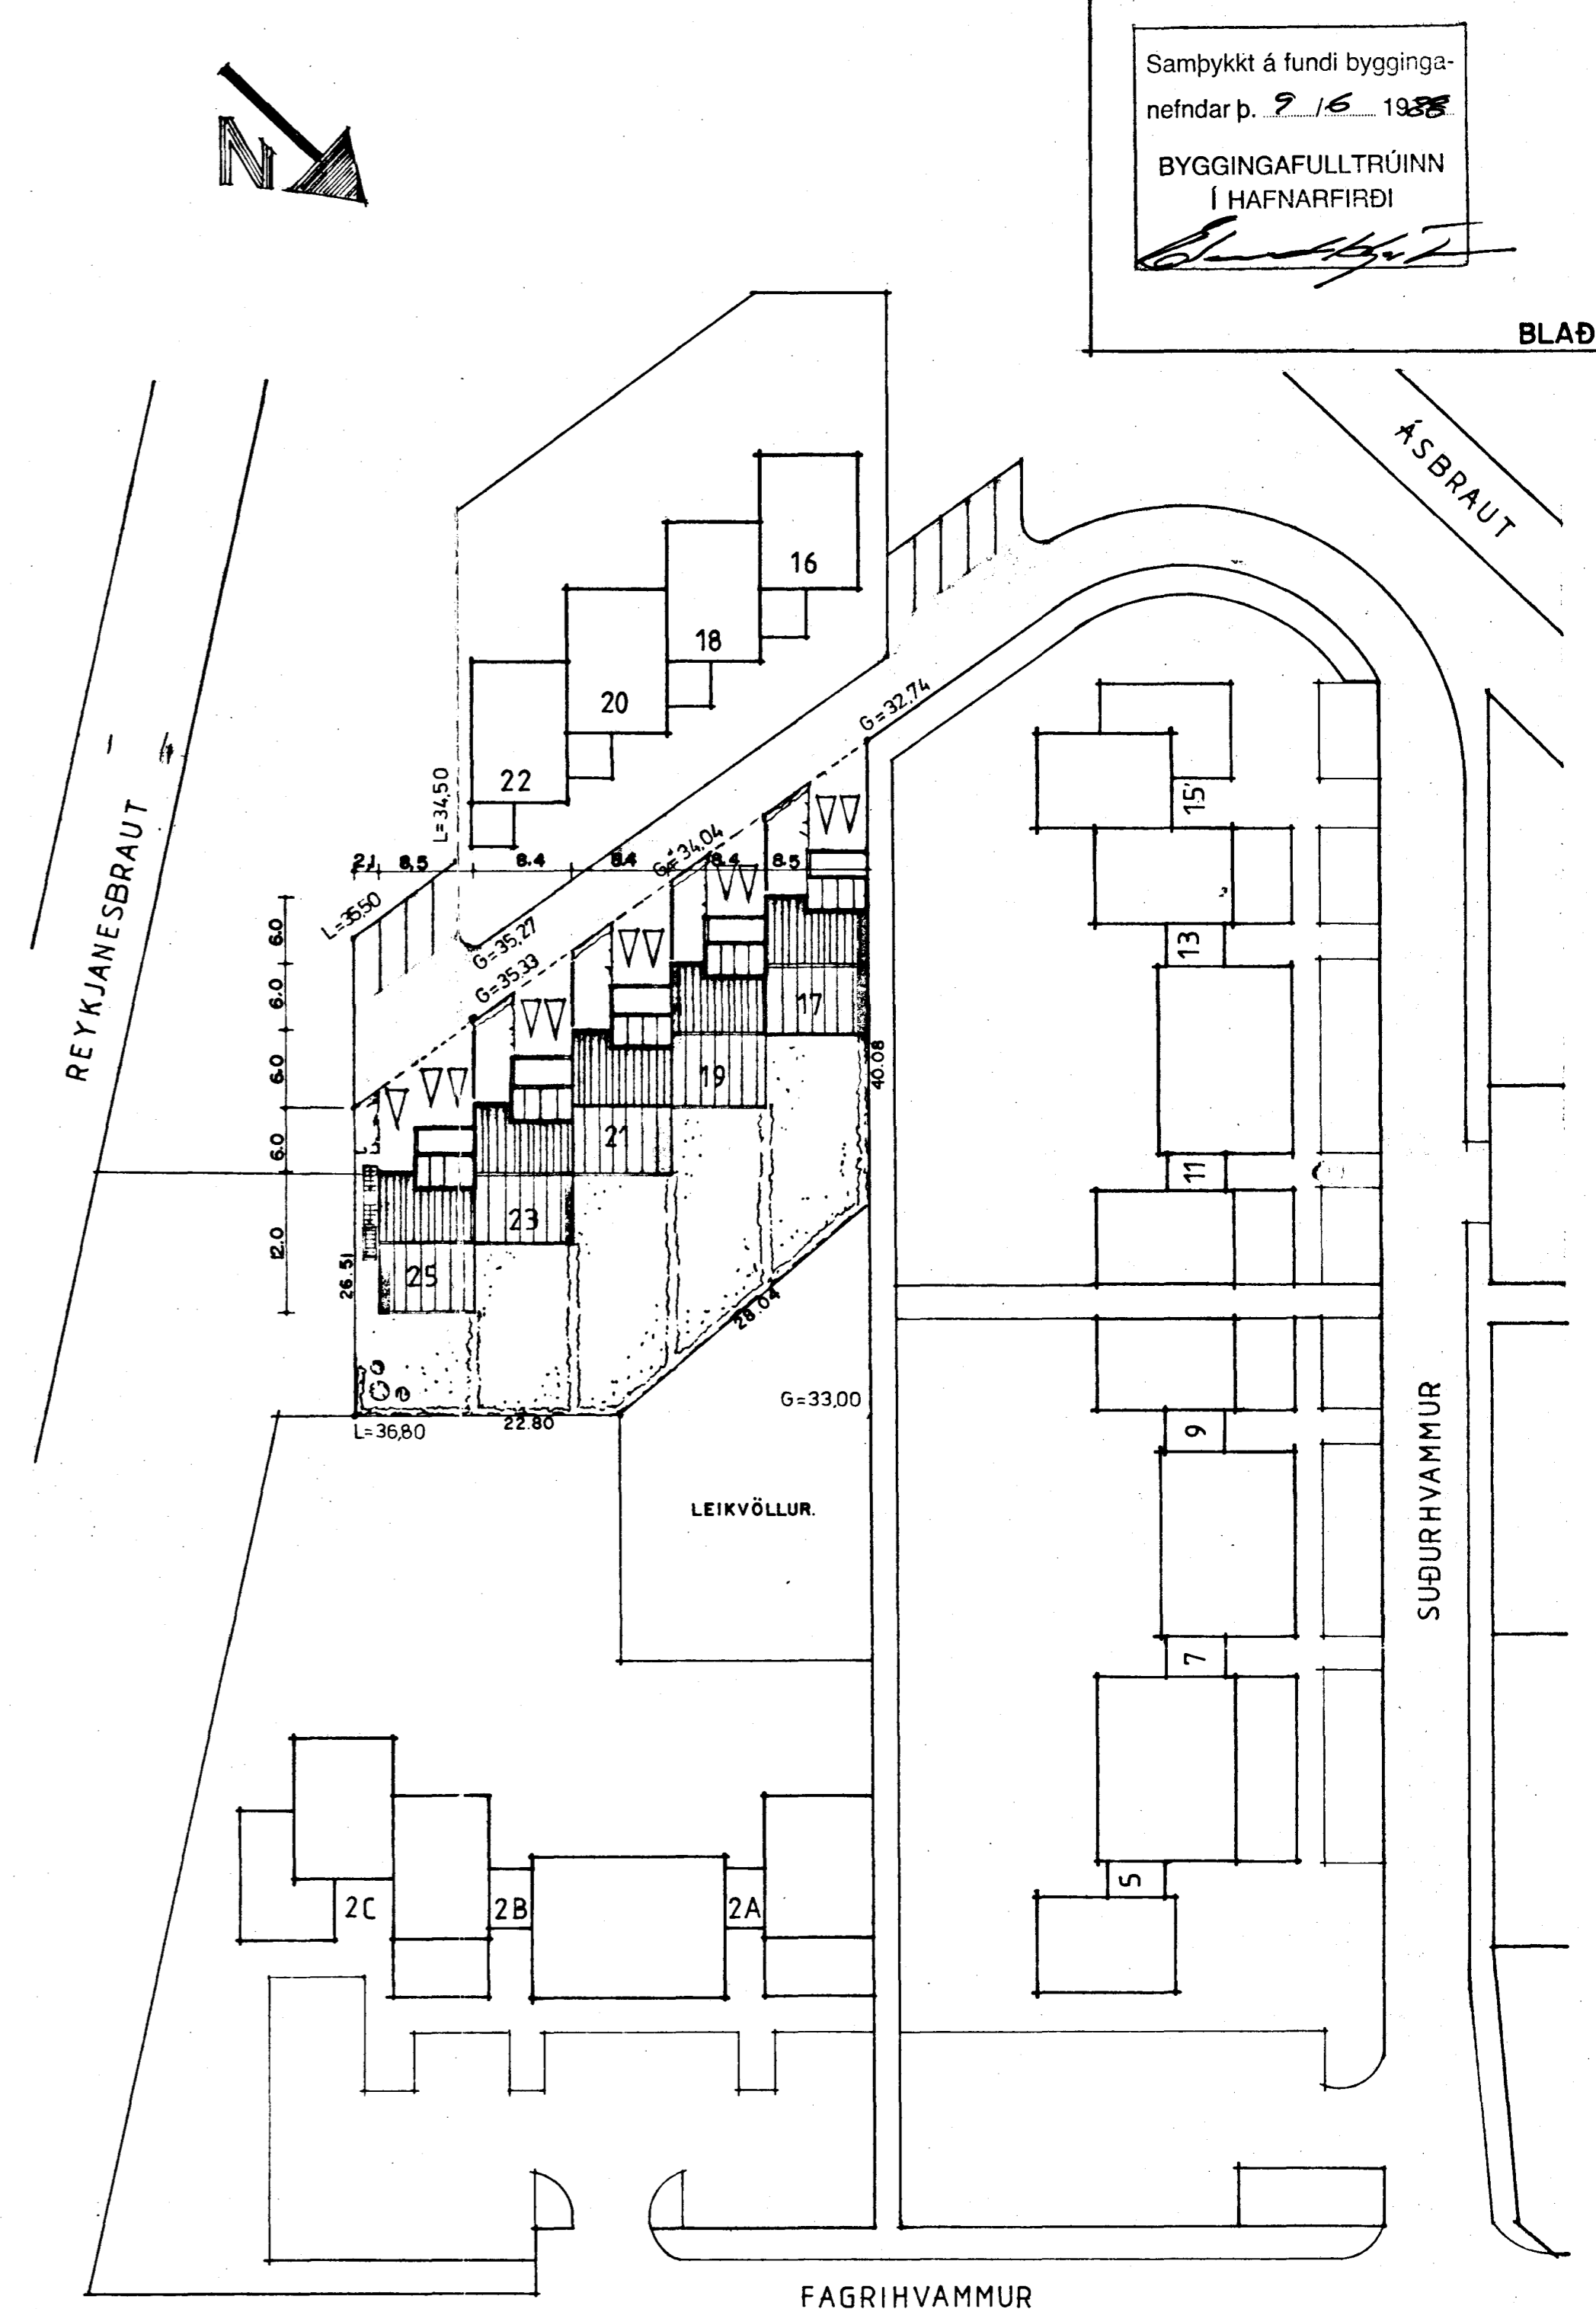 Samþykkt á fundi bygginga-
nefndar þ. 9 / 6 1988
BYGGINGAFULLTRÚINN
Í HAFNARFIRÐI
BLAÐ
N
ÁSBRAUT
16
18
20
22
G=32.74
L=34,50
15
G=34.04
2,1 8,5 8.4 8.4 8.4 8.5
L=35,50
G=35,27
G=35.33
6.0
6.0
6.0
6.0
12.0
REYKJANESBRAUT
13
17
19
40.08
21
11
23
25
26.51
28.04
G=33,00
22.80
L=36,80
9
LEIKVÖLLUR.
SUÐURHVAMMUR
7
5
2C
2B
2A
FAGRIHVAMMUR